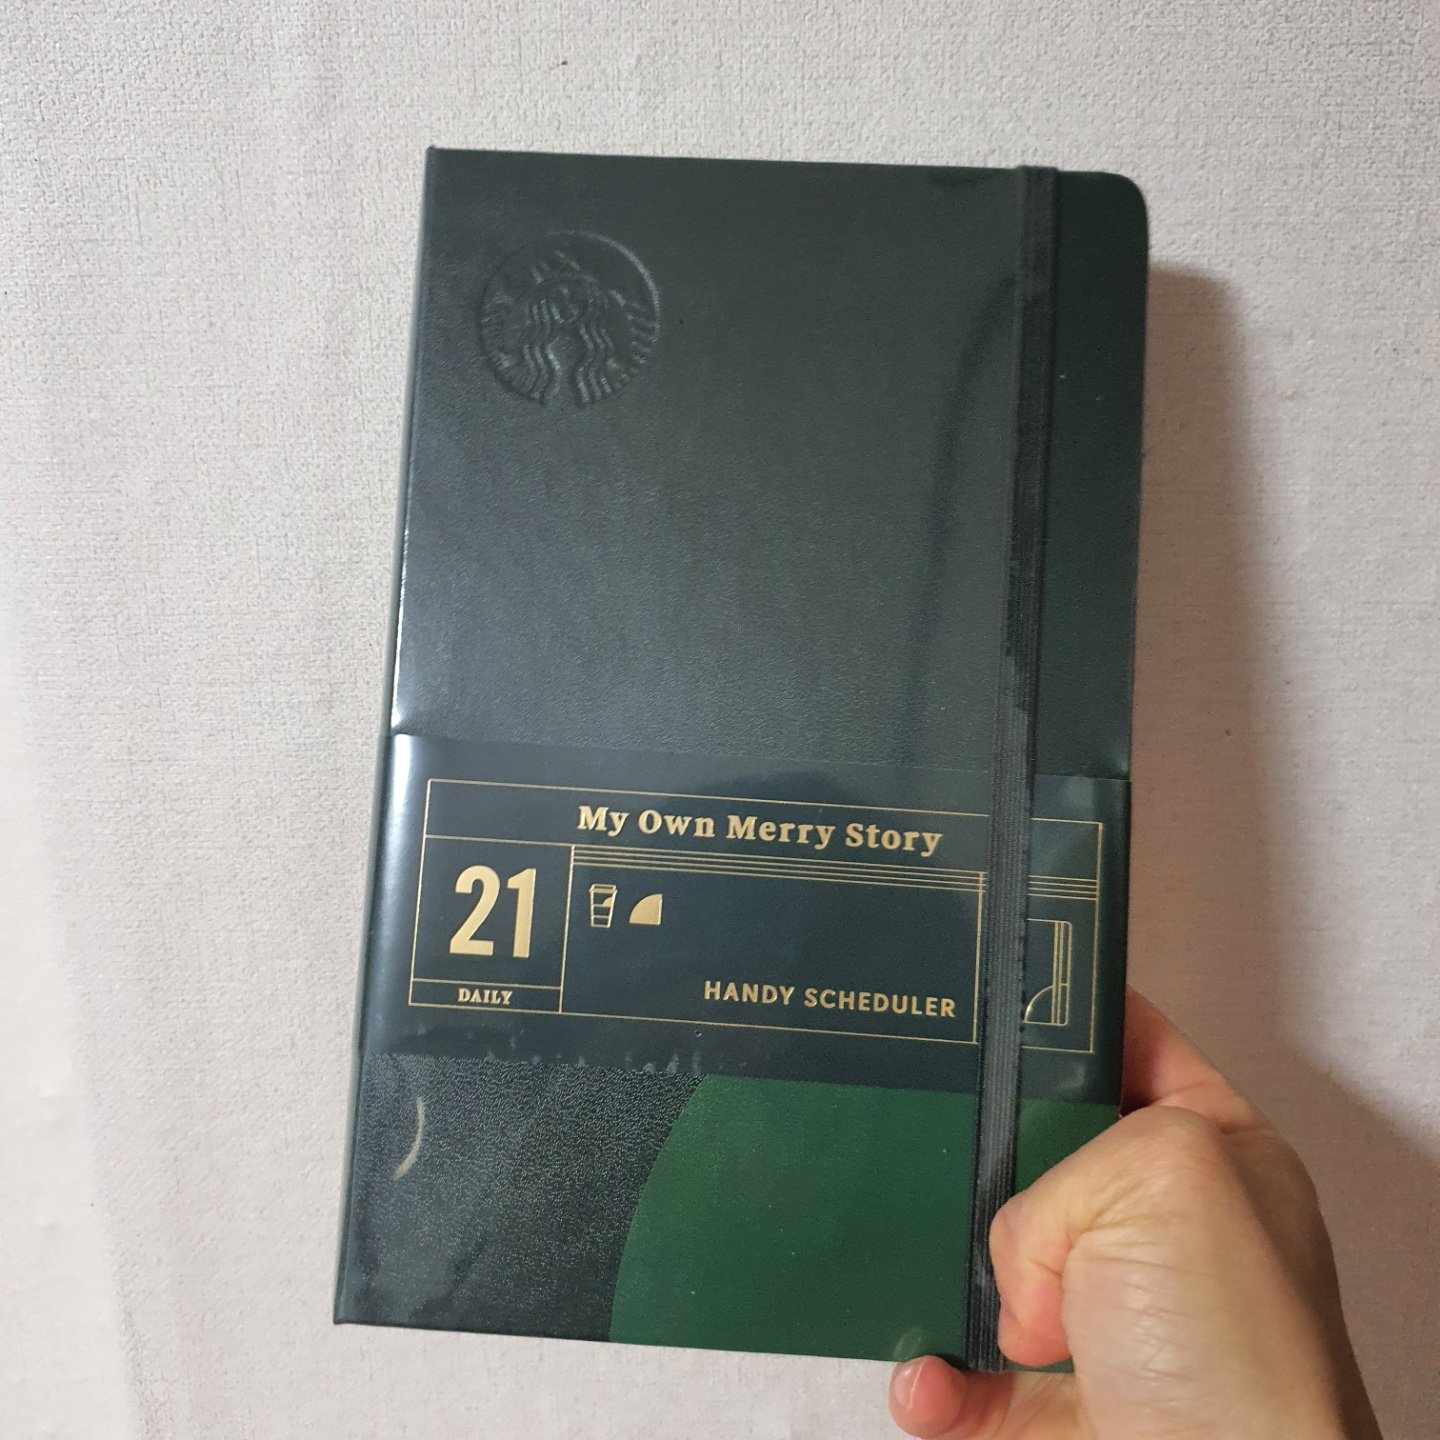 My Own Merry Story
21
DAILY
HANDY SCHEDULER